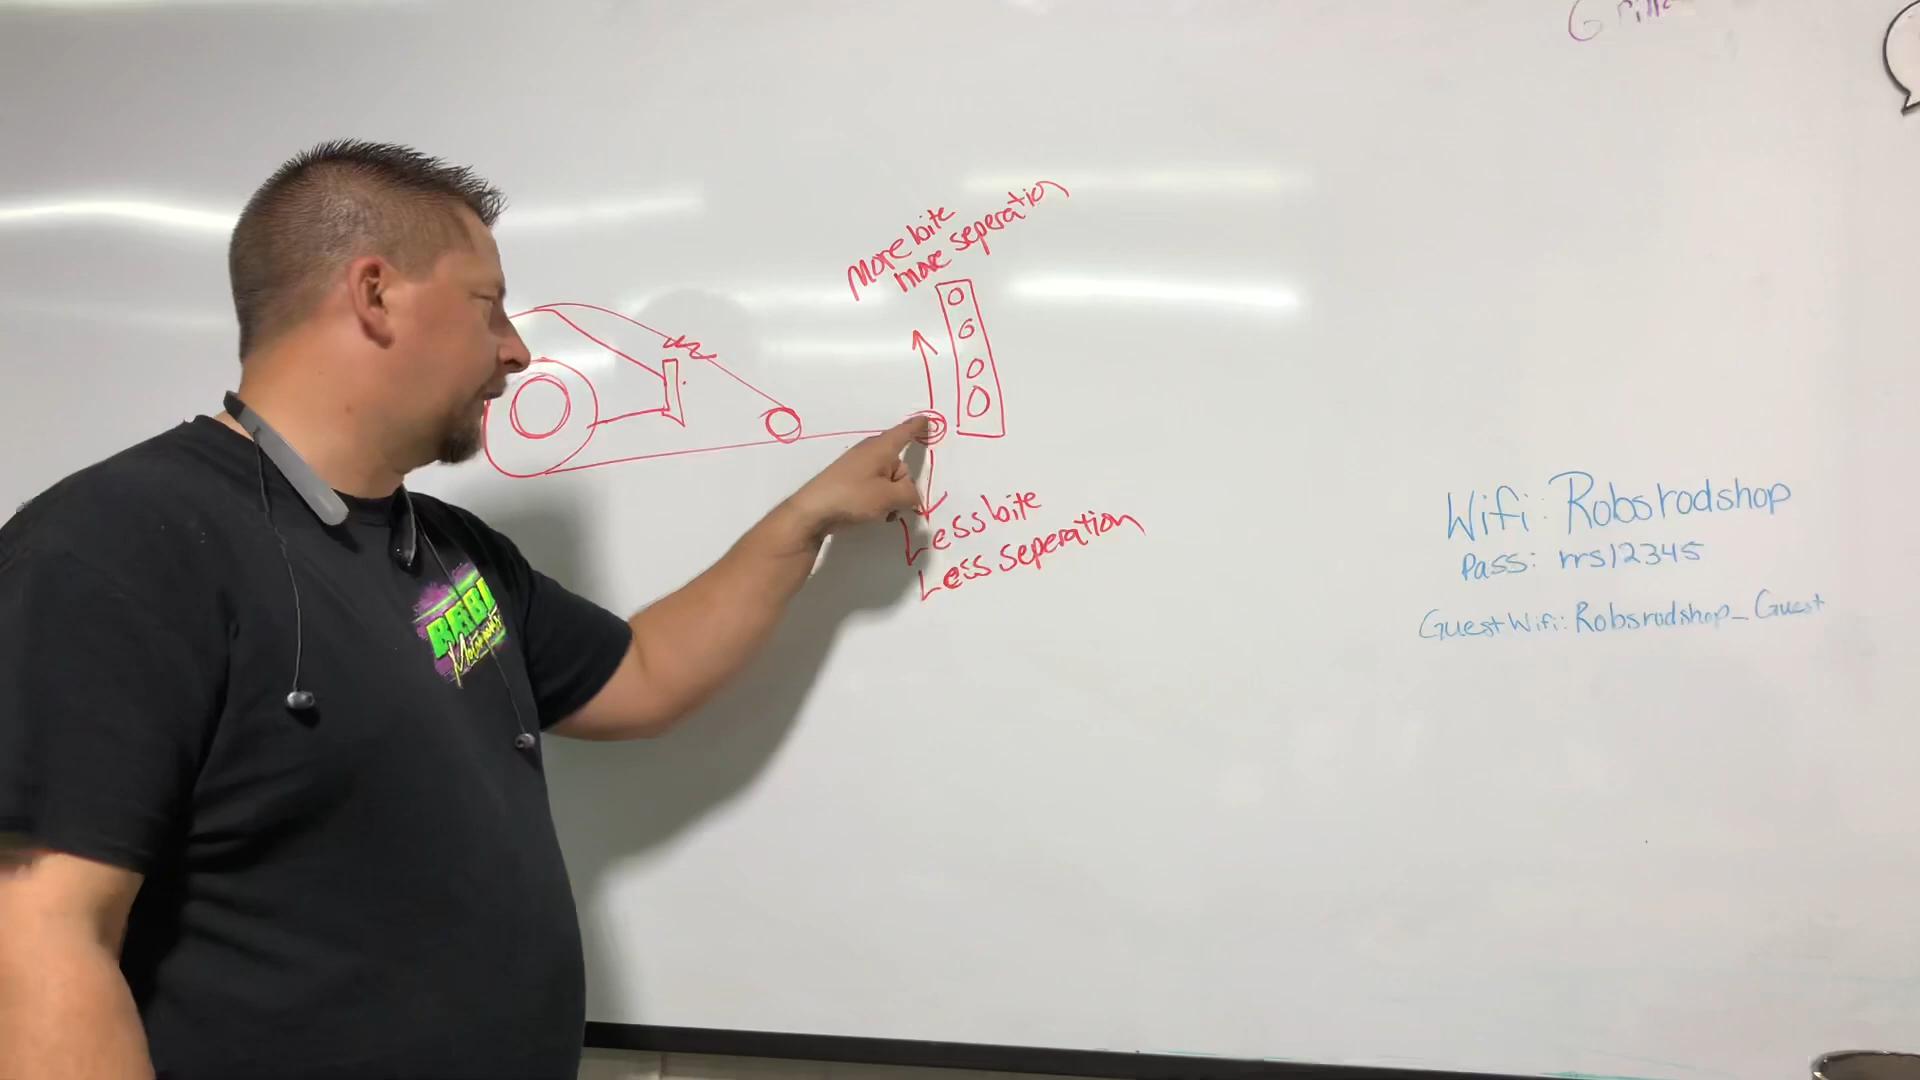 More bite
more seperation
Less bite
Less seperation
Wifi: Robsrodshop
Pass: rrs12345
Guest Wifi: Robsrodshop_Guest